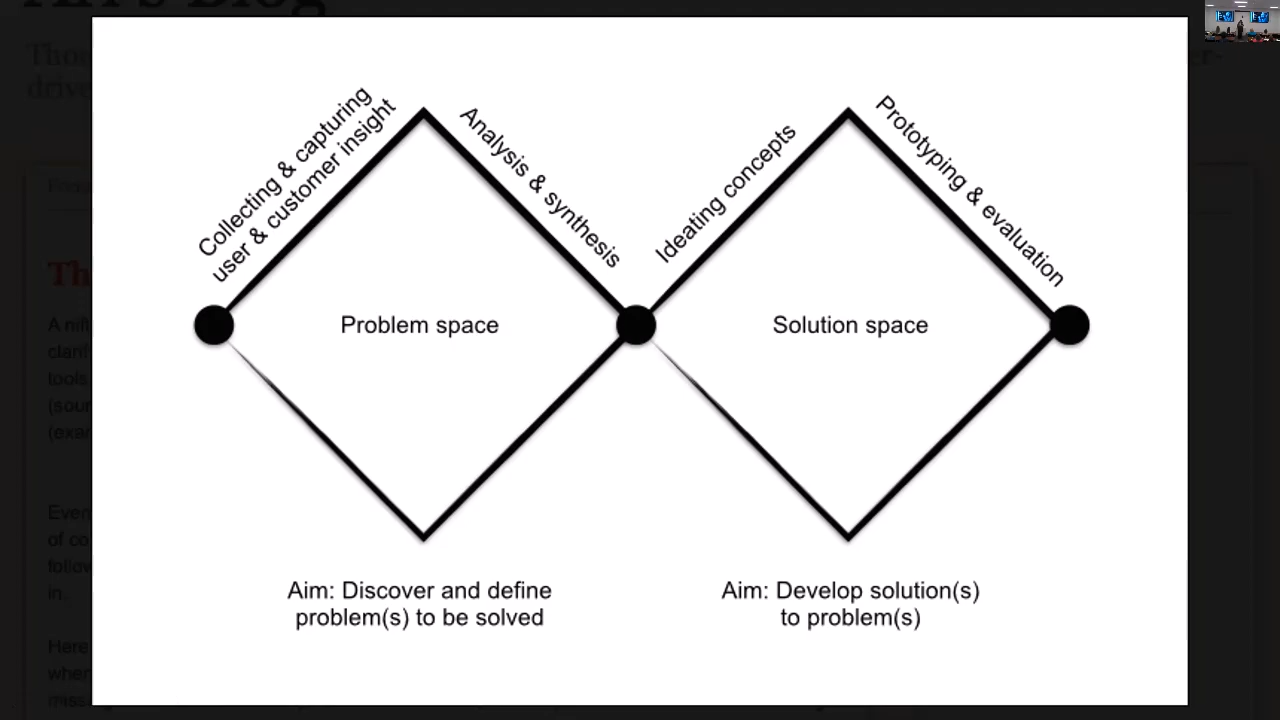 Collecting & capturing
user & customer insight
Analysis & synthesis
Ideating concepts
Prototyping & evaluation
Problem space
Solution space
Aim: Discover and define
problem(s) to be solved
Aim: Develop solution(s)
to problem(s)